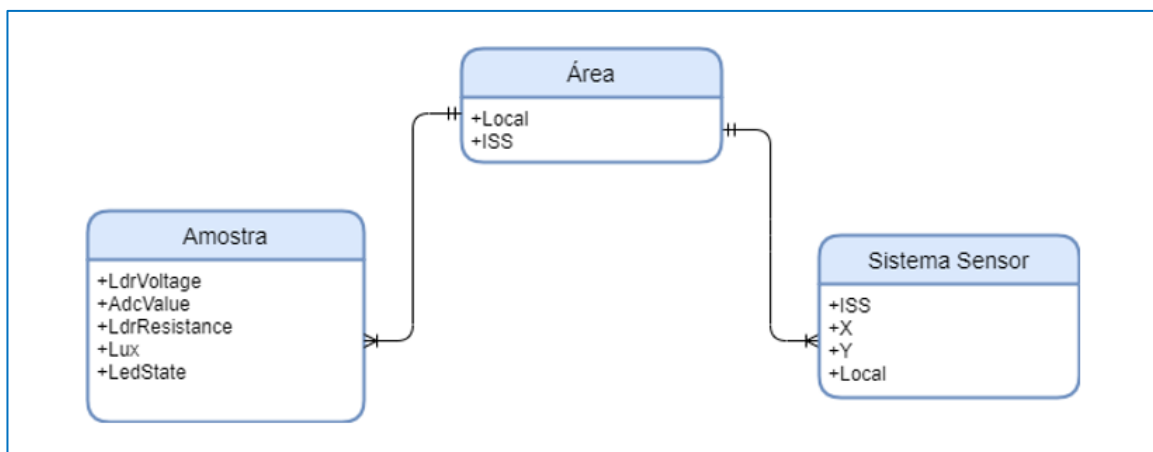 Área
+Local
+ISS
Amostra
+LdrVoltage
+AdcValue
+LdrResistance
+Lux
+LedState
Sistema Sensor
+ISS
+X
+Y
+Local